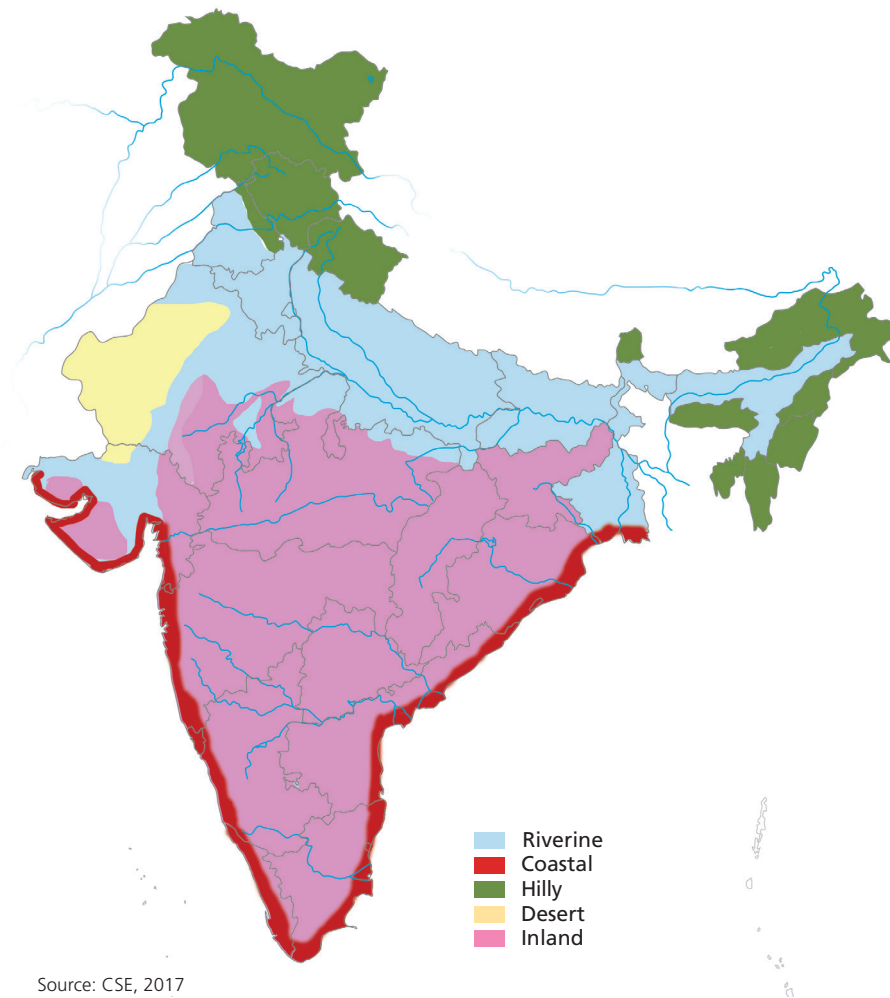 Riverine
Coastal
Hilly
Desert
Inland
Source: CSE, 2017